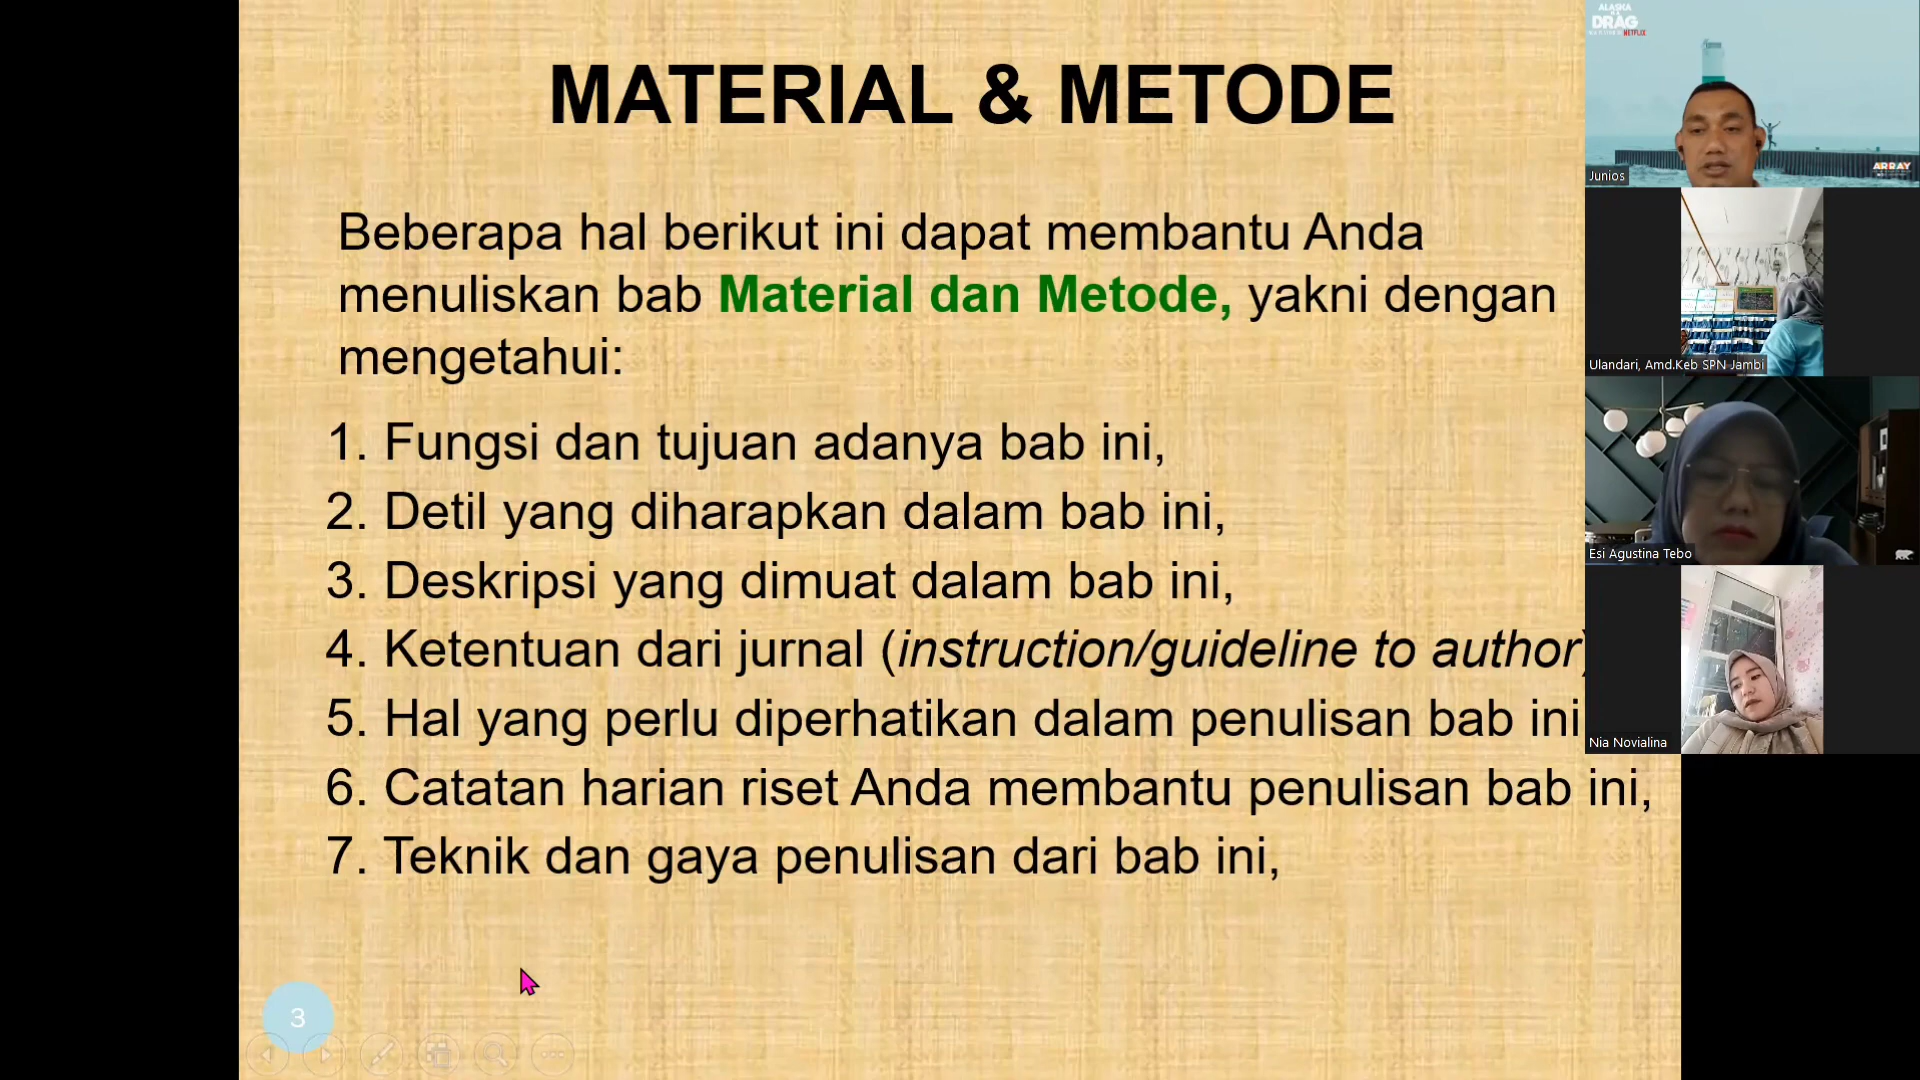 MATERIAL & METODE
Beberapa hal berikut ini dapat membantu Anda
menuliskan bab Material dan Metode, yakni dengan
mengetahui:
1. Fungsi dan tujuan adanya bab ini,
2. Detil yang diharapkan dalam bab ini,
3. Deskripsi yang dimuat dalam bab ini,
4. Ketentuan dari jurnal (instruction/guideline to author)
5. Hal yang perlu diperhatikan dalam penulisan bab ini
6. Catatan harian riset Anda membantu penulisan bab ini,
7. Teknik dan gaya penulisan dari bab ini,
3
ALASKA
DRAG
NETFLIX
ARRAY
Junios
Ulandari, Amd.Keb SPN Jambi
Esi Agustina Tebo
Nia Novialina